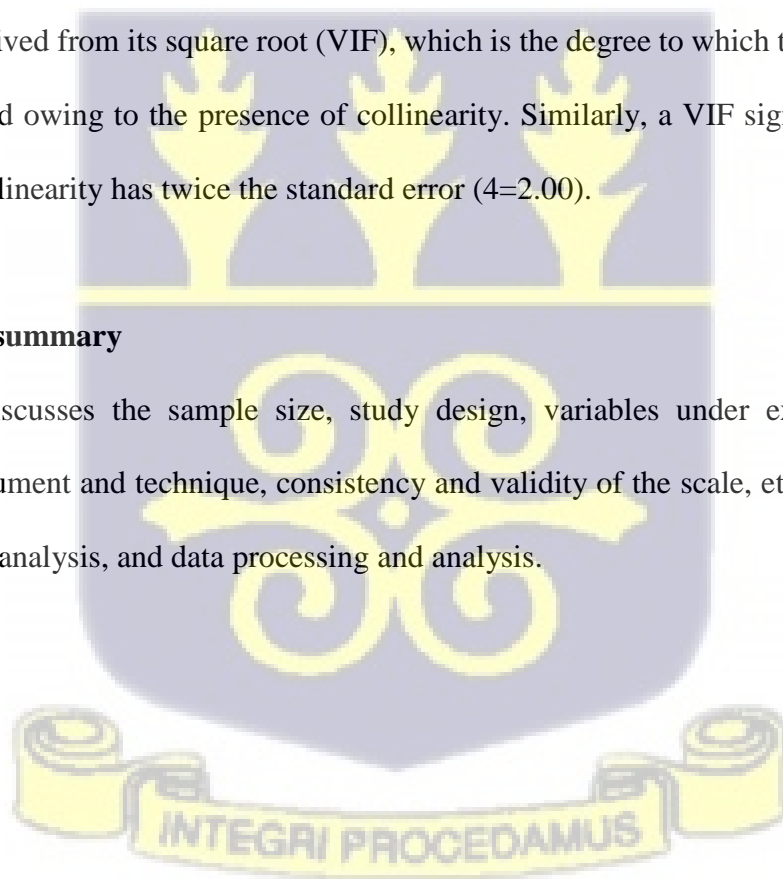 ived from its square root (VIF), which is the degree to which t
d owing to the presence of collinearity. Similarly, a VIF sig
linearity has twice the standard error (4=2.00).
summary
scusses the sample size, study design, variables under ex
ument and technique, consistency and validity of the scale, et
analysis, and data processing and analysis.
INTEGRI PROCEDAMUS